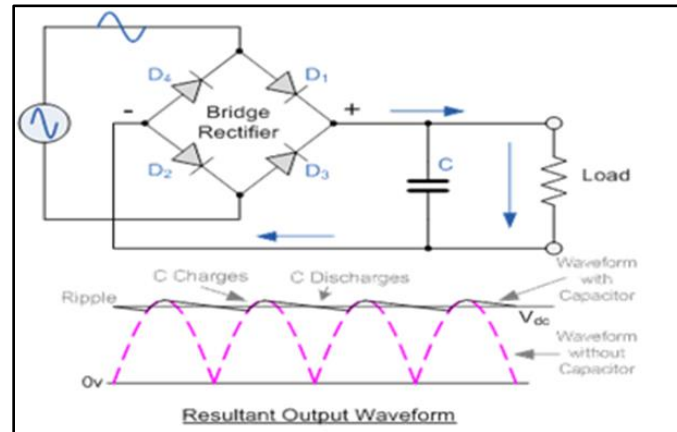 D4
D1
-
Bridge
Rectifier
+
D2
D3
C
Load
C Charges
C Discharges
Waveform
with
Capacitor
Ripple
Vdc
Waveform
without
Capacitor
0v
Resultant Output Waveform